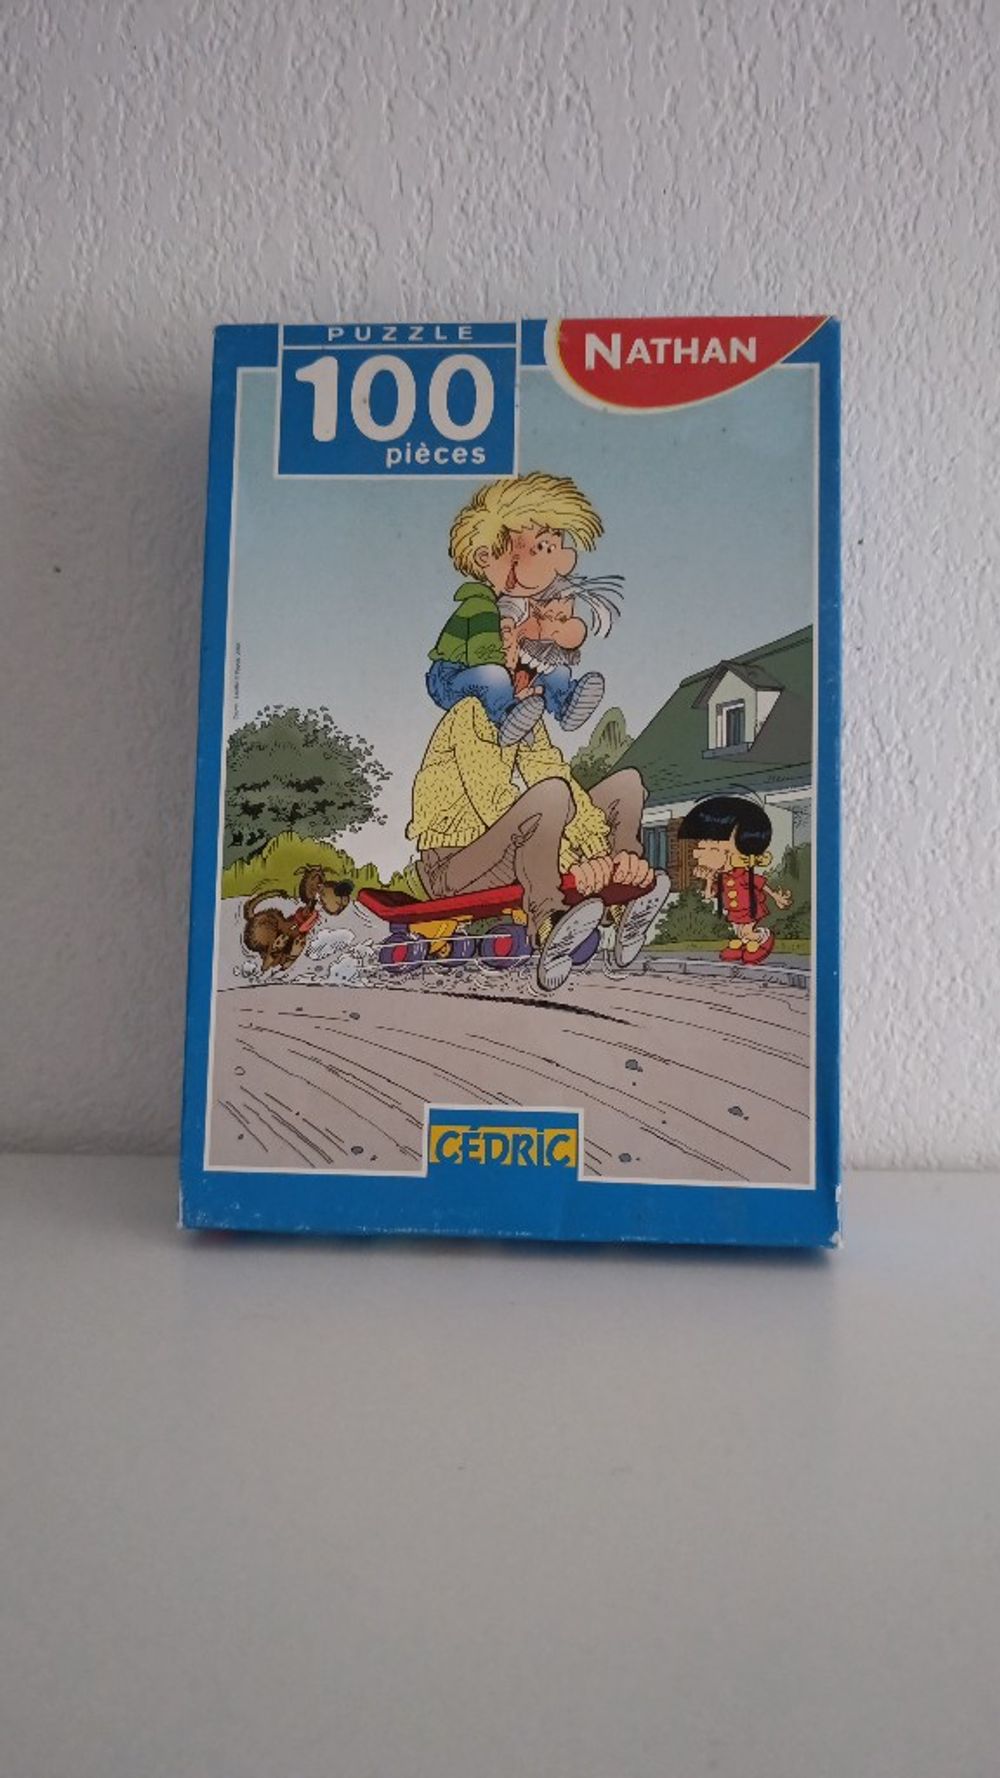 PUZZLE
100
pièces
NATHAN
CÉDRIC